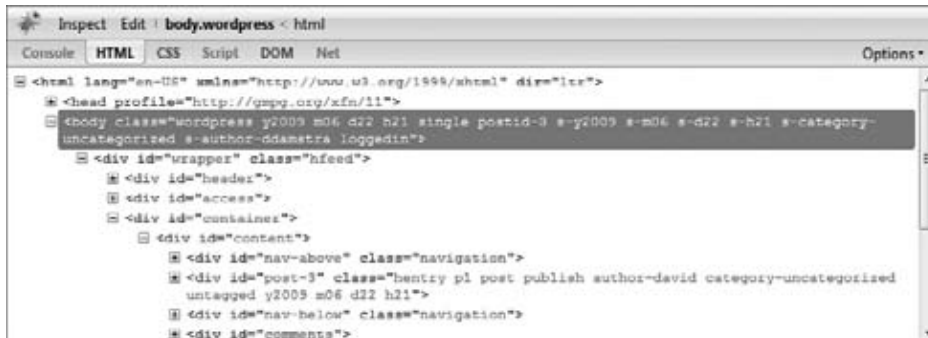 Inspect Edit | body.wordpress < html
Console HTML CSS Script DOM Net Options
<html lang="en-US" xmlns="http://www.w3.org/1999/xhtml" dir="ltr">
<head profile="http://gmpg.org/xfn/11">
<body class="wordpress y2009 m06 d22 h21 single postid-3 s-y2009 s-m06 s-d22 s-h21 s-category-
uncategorized s-author-ddamstra loggedin">
<div id="wrapper" class="hfeed">
<div id="header">
<div id="access">
<div id="container">
<div id="content">
<div id="nav-above" class="navigation">
<div id="post-3" class="hentry p1 post publish author-david category-uncategorized
untagged y2009 m06 d22 h21">
<div id="nav-below" class="navigation">
<div id="comments">